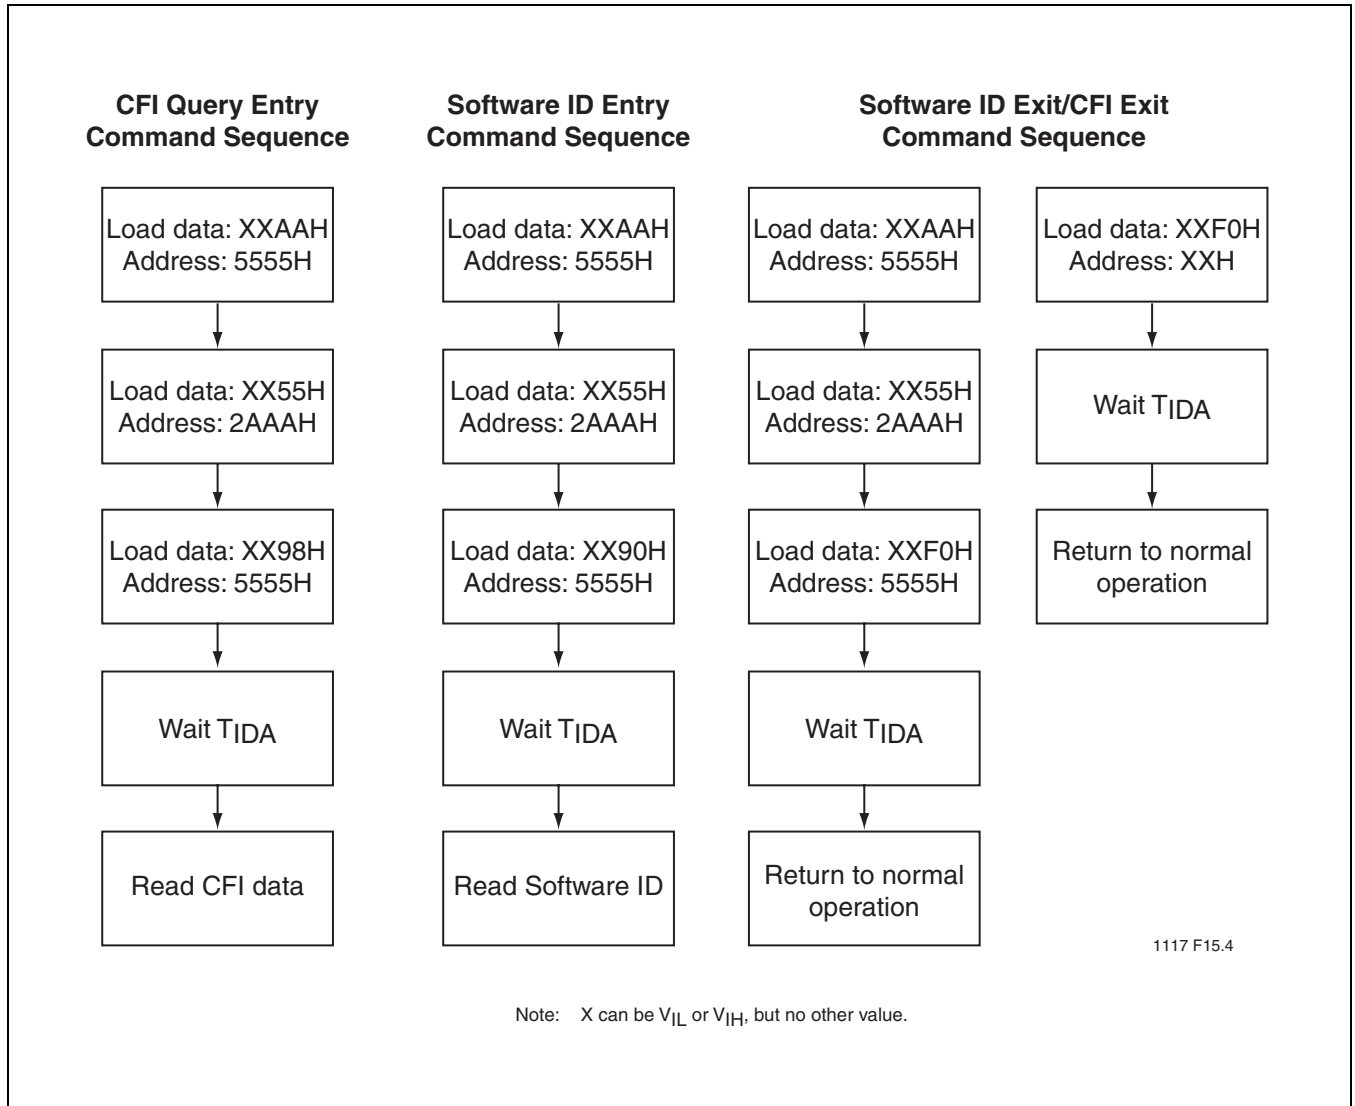 CFI Query Entry
Command Sequence
Load data: XXAAH
Address: 5555H
Load data: XX55H
Address: 2AAAH
Load data: XX98H
Address: 5555H
Wait TIDA
Read CFI data
Software ID Entry
Command Sequence
Load data: XXAAH
Address: 5555H
Load data: XX55H
Address: 2AAAH
Load data: XX90H
Address: 5555H
Wait TIDA
Read Software ID
Software ID Exit/CFI Exit
Command Sequence
Load data: XXAAH
Address: 5555H
Load data: XX55H
Address: 2AAAH
Load data: XXF0H
Address: 5555H
Wait TIDA
Return to normal
operation
Load data: XXF0H
Address: XXH
Wait TIDA
Return to normal
operation
1117 F15.4
Note: X can be VIL or VIH, but no other value.